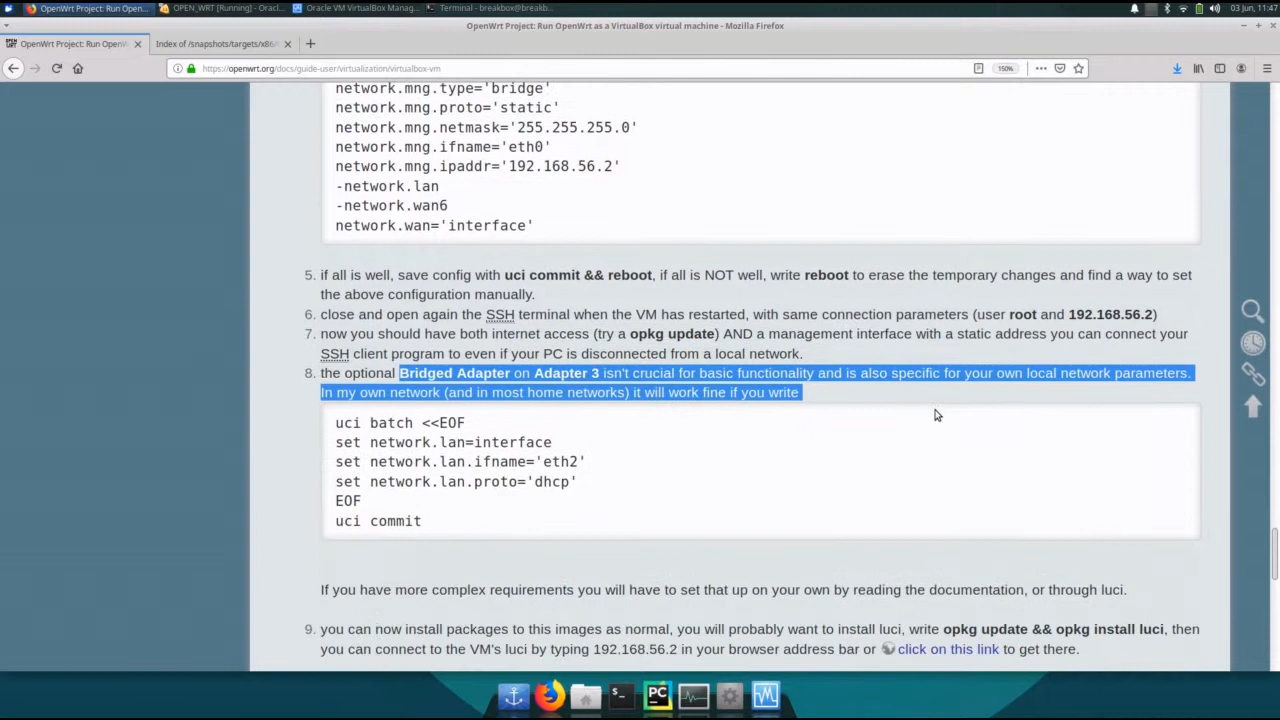 OpenWrt Project: Run Open...
OPEN_WRT [Running] - Oracl...
Oracle VM VirtualBox Manag...
Terminal - breakbox@breakb...
03 Jun, 11:47
OpenWrt Project: Run OpenWrt as a VirtualBox virtual machine - Mozilla Firefox
OpenWrt Project: Run OpenW
Index of /snapshots/targets/x86/
https://openwrt.org/docs/guide-user/virtualization/virtualbox-vm
150%
network.mng.type='bridge'
network.mng.proto='static'
network.mng.netmask='255.255.255.0'
network.mng.ifname='eth0'
network.mng.ipaddr='192.168.56.2'
-network.lan
-network.wan6
network.wan='interface'
5. if all is well, save config with uci commit && reboot, if all is NOT well, write reboot to erase the temporary changes and find a way to set
the above configuration manually.
6. close and open again the SSH terminal when the VM has restarted, with same connection parameters (user root and 192.168.56.2)
7. now you should have both internet access (try a opkg update) AND a management interface with a static address you can connect your
SSH client program to even if your PC is disconnected from a local network.
8. the optional Bridged Adapter on Adapter 3 isn't crucial for basic functionality and is also specific for your own local network parameters.
In my own network (and in most home networks) it will work fine if you write
uci batch <<EOF
set network.lan=interface
set network.lan.ifname='eth2'
set network.lan.proto='dhcp'
EOF
uci commit
If you have more complex requirements you will have to set that up on your own by reading the documentation, or through luci.
9. you can now install packages to this images as normal, you will probably want to install luci, write opkg update && opkg install luci, then
you can connect to the VM's luci by typing 192.168.56.2 in your browser address bar or click on this link to get there.
PC